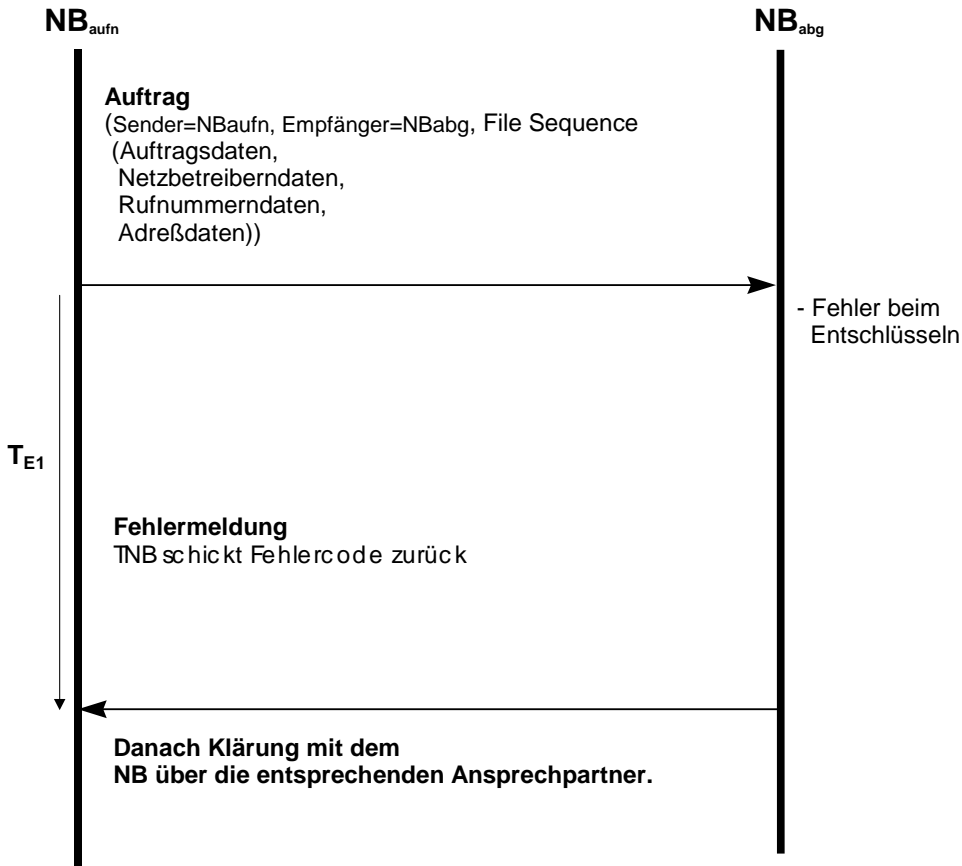 NBaufn
NBabg
Auftrag
(Sender=NBaufn, Empfänger=NBabg, File Sequence
(Auftragsdaten,
Netzbetreiberndaten,
Rufnummerndaten,
Adreßdaten))
- Fehler beim
Entschlüsseln
TE1
Fehlermeldung
TNB schickt Fehlercode zurück
Danach Klärung mit dem
NB über die entsprechenden Ansprechpartner.